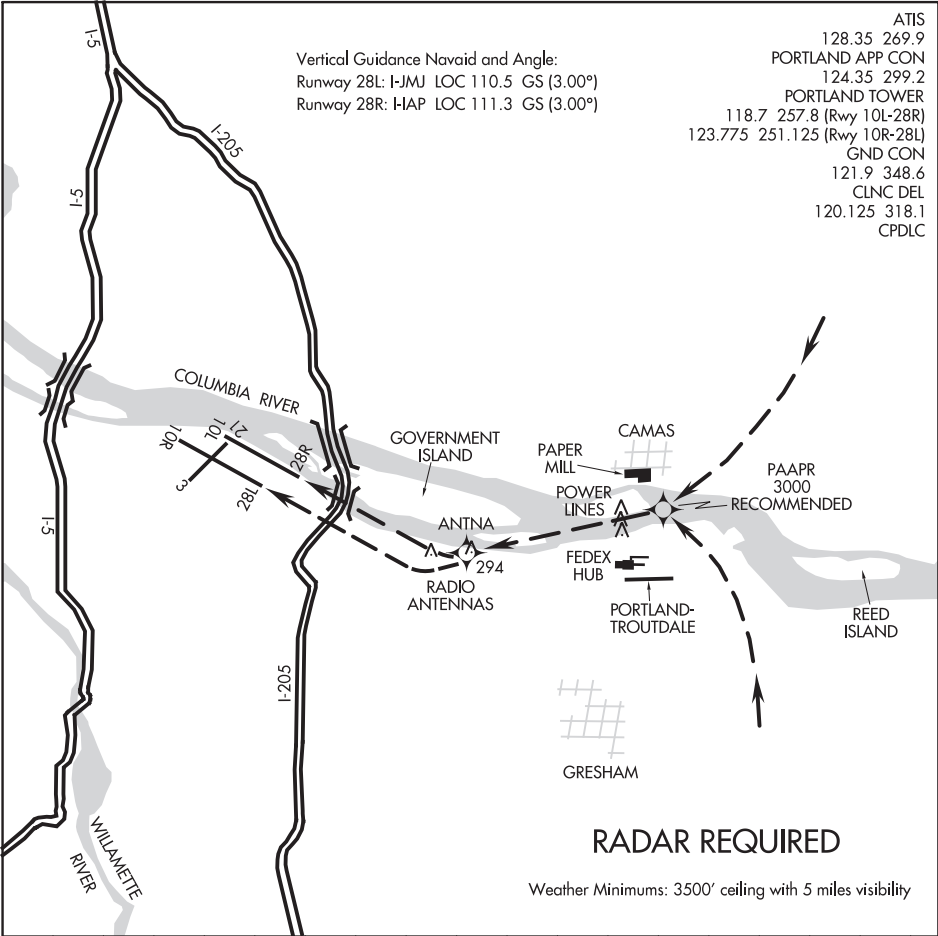 ATIS
128.35 269.9
PORTLAND APP CON
124.35 299.2
PORTLAND TOWER
118.7 257.8 (Rwy 10L-28R)
123.775 251.125 (Rwy 10R-28L)
GND CON
121.9 348.6
CLNC DEL
120.125 318.1
CPDLC
Vertical Guidance Navaid and Angle:
Runway 28L: I-JMJ LOC 110.5 GS (3.00°)
Runway 28R: I-IAP LOC 111.3 GS (3.00°)
I-5
I-205
I-5
COLUMBIA RIVER
10R
10L
21
28R
3
28L
GOVERNMENT
ISLAND
CAMAS
PAPER
MILL
POWER
LINES
PAAPR
3000
RECOMMENDED
ANTNA
294
RADIO
ANTENNAS
FEDEX
HUB
PORTLAND-
TROUTDALE
REED
ISLAND
I-5
I-205
GRESHAM
WILLAMETTE
RIVER
RADAR REQUIRED
Weather Minimums: 3500' ceiling with 5 miles visibility